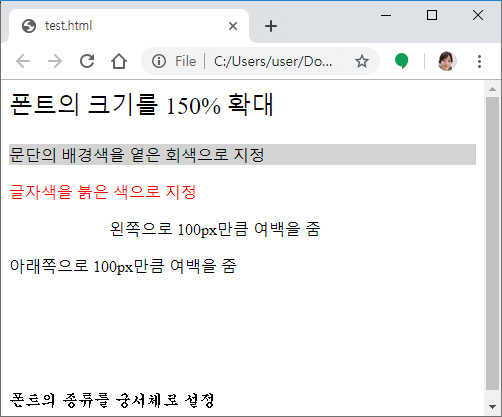 test.html
File
C:/Users/user/Do...
폰트의 크기를 150% 확대
문단의 배경색을 옅은 회색으로 지정
글자색을 붉은 색으로 지정
왼쪽으로 100px만큼 여백을 줌
아래쪽으로 100px만큼 여백을 줌
폰트의 종류를 궁서체로 설정